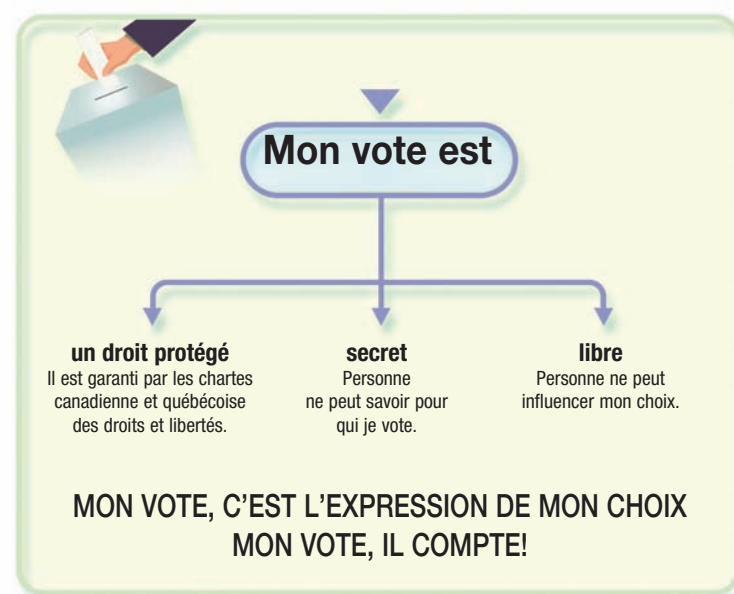 Mon vote est
un droit protégé
Il est garanti par les chartes
canadienne et québécoise
des droits et libertés.
secret
Personne
ne peut savoir pour
qui je vote.
libre
Personne ne peut
influencer mon choix.
MON VOTE, C'EST L'EXPRESSION DE MON CHOIX
MON VOTE, IL COMPTE!